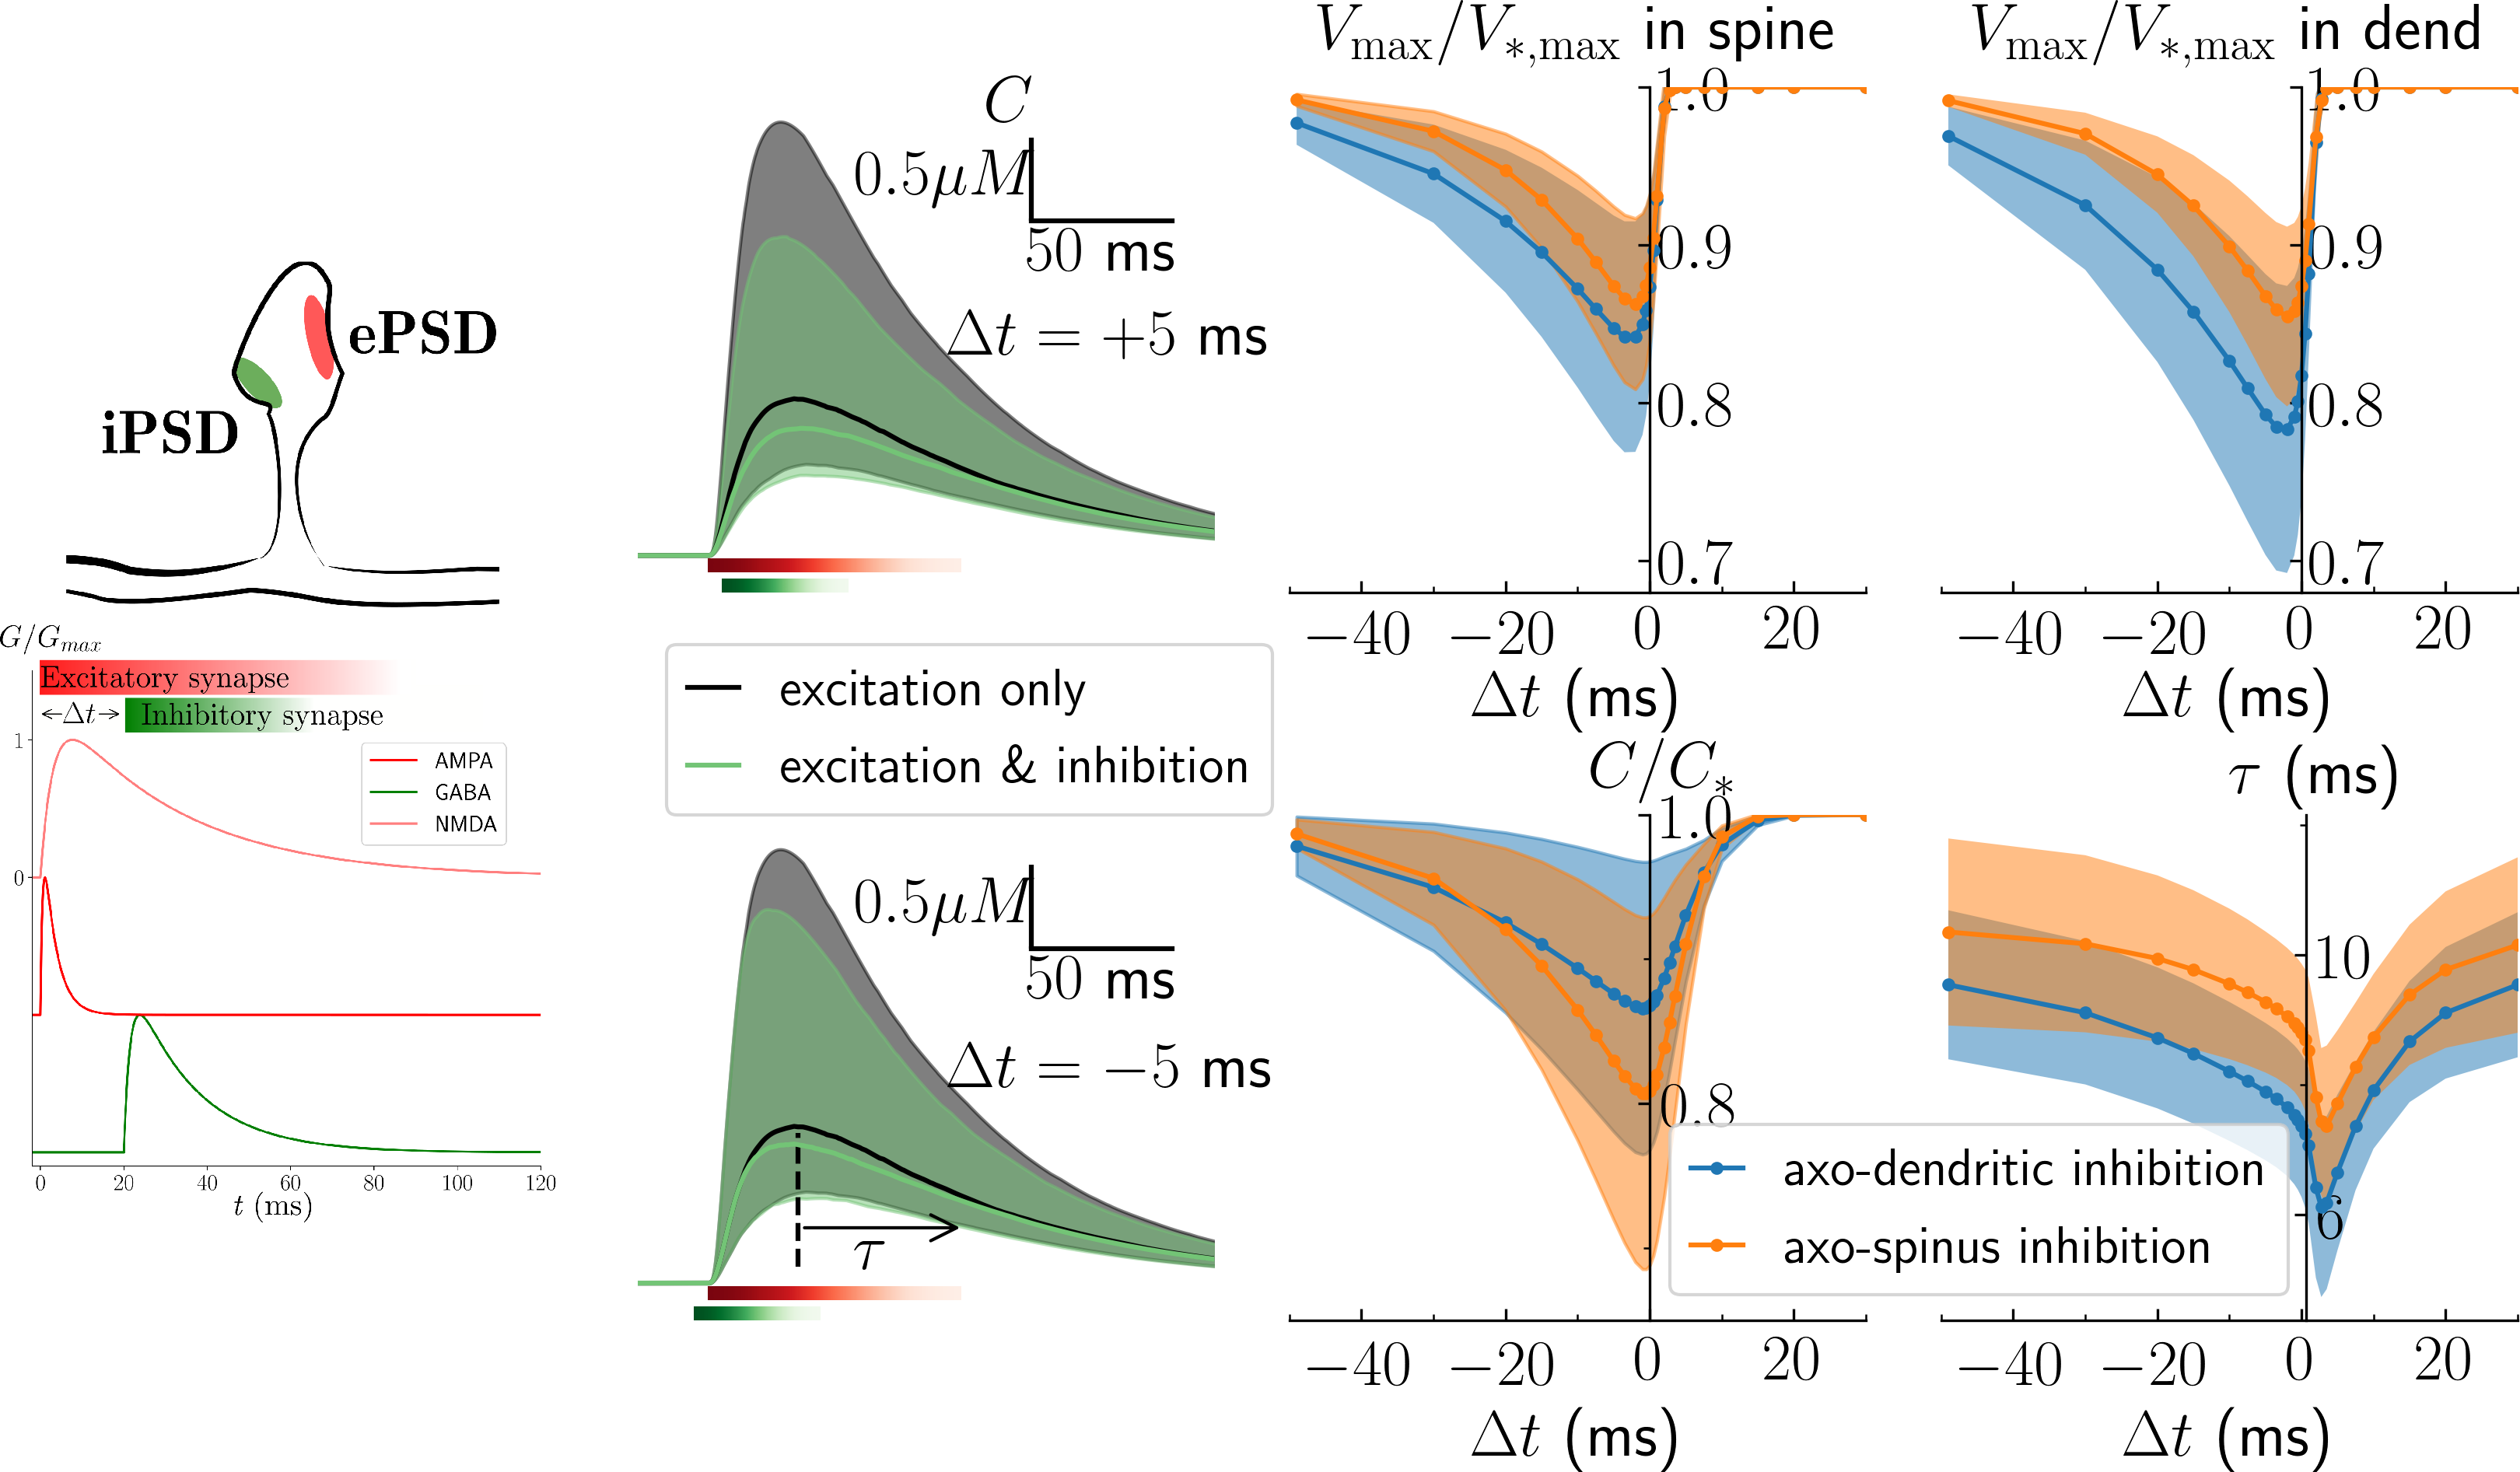 ePSD
iPSD
G/G_max
Excitatory synapse
←Δt→
Inhibitory synapse
1
0
AMPA
GABA
NMDA
0
20
40
60
80
100
120
t (ms)
C
0.5μM
50 ms
Δt = +5 ms
excitation only
excitation & inhibition
0.5μM
50 ms
Δt = −5 ms
τ
V_max/V_*,max in spine
1.0
0.9
0.8
0.7
−40
−20
0
20
Δt (ms)
V_max/V_*,max in dend
1.0
0.9
0.8
0.7
−40
−20
0
20
Δt (ms)
C/C_*
1.0
0.8
−40
−20
0
20
Δt (ms)
τ (ms)
10
6
axo-dendritic inhibition
axo-spinus inhibition
−40
−20
0
20
Δt (ms)